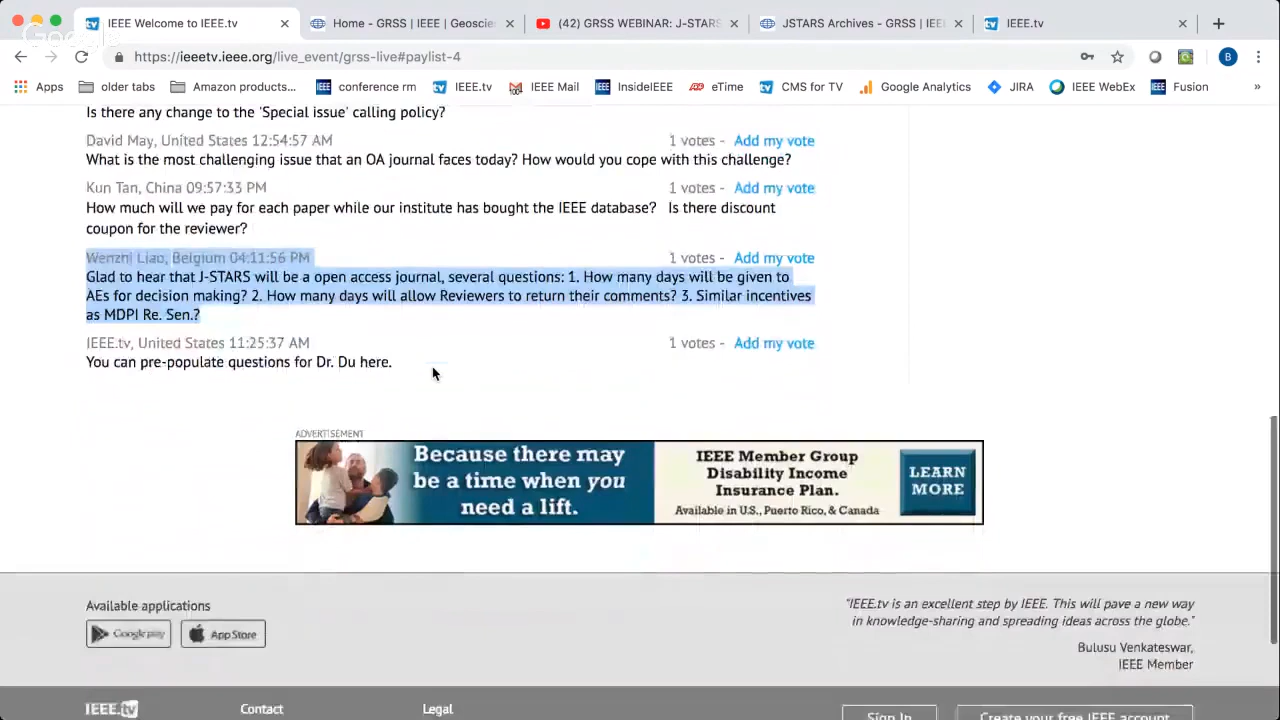 IEEE Welcome to IEEE.tv
Home - GRSS | IEEE | Geoscie
(42) GRSS WEBINAR: J-STARS
JSTARS Archives - GRSS | IEEE
IEEE.tv
Google
https://ieeetv.ieee.org/live_event/grss-live#paylist-4
B
Apps
older tabs
Amazon produc...
conference rm
IEEE.tv
IEEE Mail
InsideIEEE
eTime
CMS for TV
Google Analytics
JIRA
IEEE WebEx
Fusion
»
Is there any change to the 'Special issue' calling policy?
David May, United States 12:54:57 AM
1 votes - Add my vote
What is the most challenging issue that an OA journal faces today? How would you cope with this challenge?
Kun Tan, China 09:57:33 PM
1 votes - Add my vote
How much will we pay for each paper while our institute has bought the IEEE database? Is there discount
coupon for the reviewer?
Wenzhi Liao, Belgium 04:11:56 PM
1 votes - Add my vote
Glad to hear that J-STARS will be a open access journal, several questions: 1. How many days will be given to
AEs for decision making? 2. How many days will allow Reviewers to return their comments? 3. Similar incentives
as MDPI Re. Sen.?
IEEE.tv, United States 11:25:37 AM
1 votes - Add my vote
You can pre-populate questions for Dr. Du here.
ADVERTISEMENT
Because there may
be a time when you
need a lift.
IEEE Member Group
Disability Income
Insurance Plan.
Available in U.S., Puerto Rico, & Canada
LEARN
MORE
Available applications
Google play
App Store
"IEEE.tv is an excellent step by IEEE. This will pave a new way
in knowledge-sharing and spreading ideas across the globe."
Bulusu Venkateswar,
IEEE Member
IEEE.tv
Contact
Legal
Sign In
Create your free IEEE account